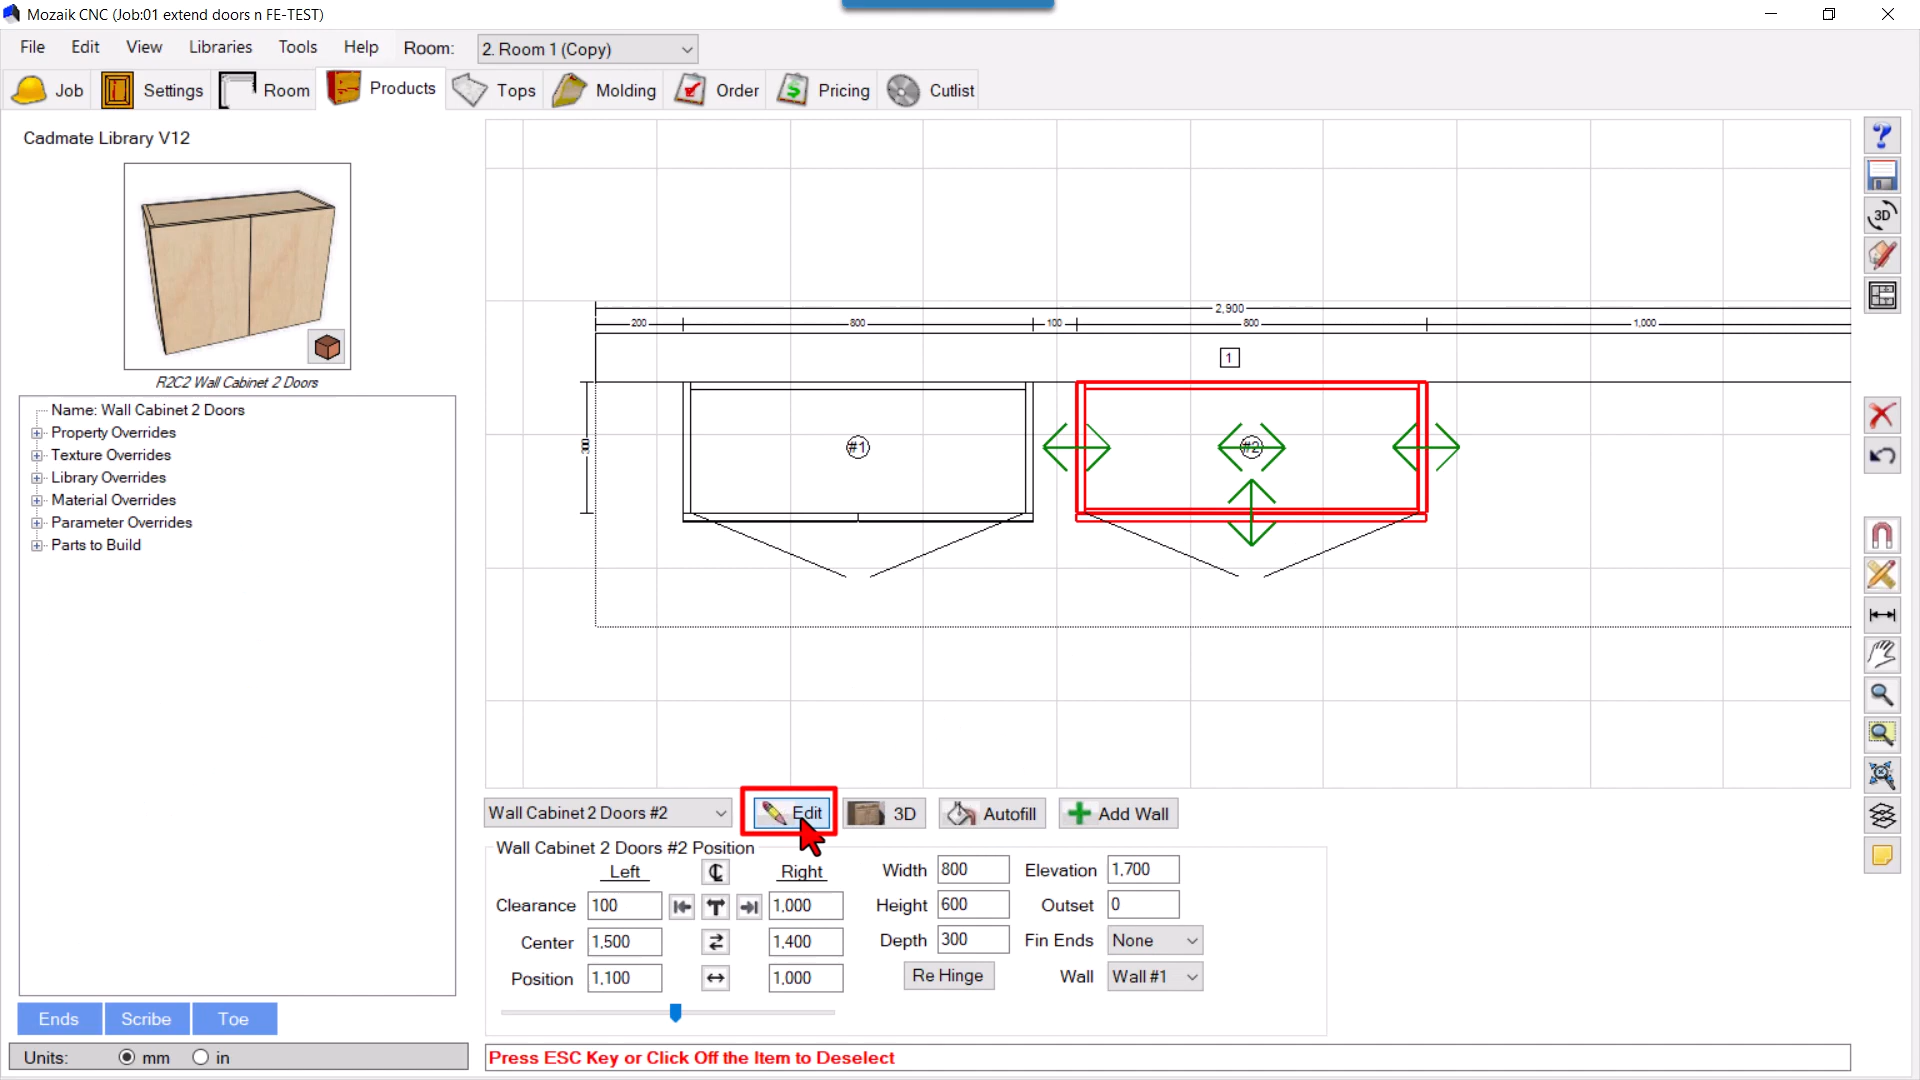 Mozaik CNC (Job:01 extend doors n FE-TEST)
File Edit View Libraries Tools Help Room: 2. Room 1 (Copy)
Job Settings Room Products Tops Molding Order Pricing Cutlist
Cadmate Library V12
R2C2 Wall Cabinet 2 Doors
Name: Wall Cabinet 2 Doors
Property Overrides
Texture Overrides
Library Overrides
Material Overrides
Parameter Overrides
Parts to Build
Ends Scribe Toe
Units: mm in
2,900
200 800 100 800 1,000
1
300
#1 #2
3D
Wall Cabinet 2 Doors #2 Edit 3D Autofill Add Wall
Wall Cabinet 2 Doors #2 Position
Left Right Width 800 Elevation 1,700
Clearance 100 1,000 Height 600 Outset 0
Center 1,500 1,400 Depth 300 Fin Ends None
Position 1,100 1,000 Re Hinge Wall Wall #1
Press ESC Key or Click Off the Item to Deselect